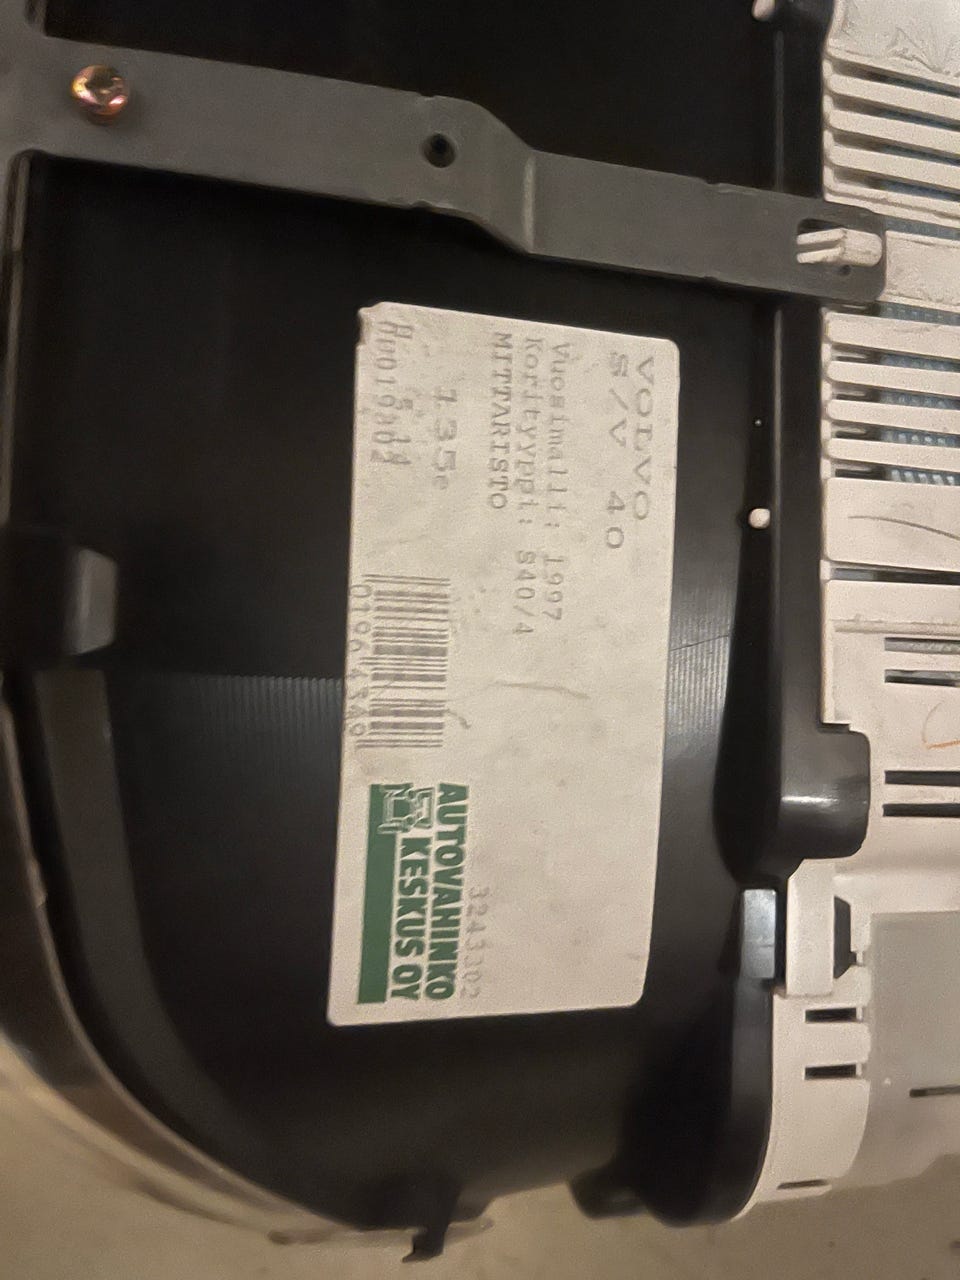 VOLVO
S/V 40
Vuosimalli: 1997
Korityyppi: S40/4
MITTARISTO
135e
3243302
AUTOVAHINKO
KESKUS OY